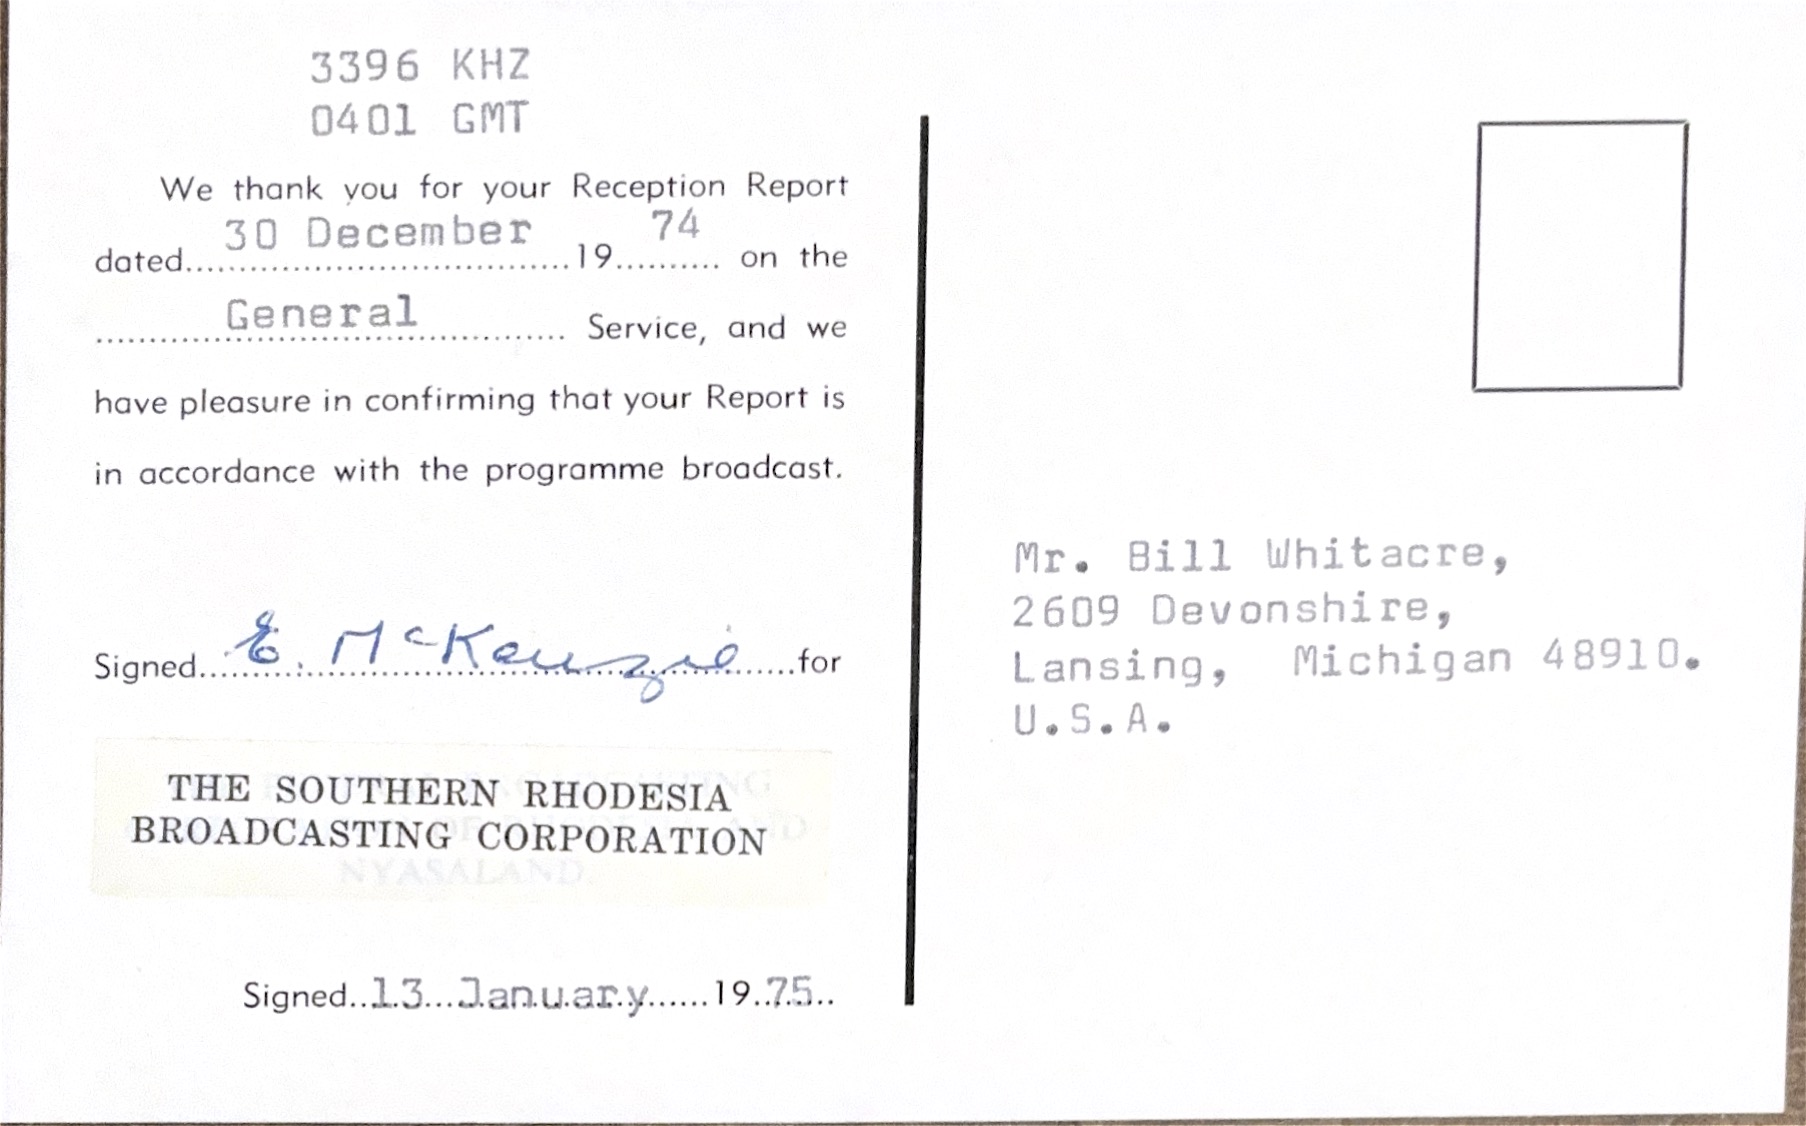 3396 KHZ
0401 GMT
We thank you for your Reception Report
dated 30 December 19 74 on the
General Service, and we
have pleasure in confirming that your Report is
in accordance with the programme broadcast.
Signed E. McKenzie for
THE SOUTHERN RHODESIA
BROADCASTING CORPORATION
NYASALAND.
Signed 13 January 19 75
Mr. Bill Whitacre,
2609 Devonshire,
Lansing, Michigan 48910.
U.S.A.